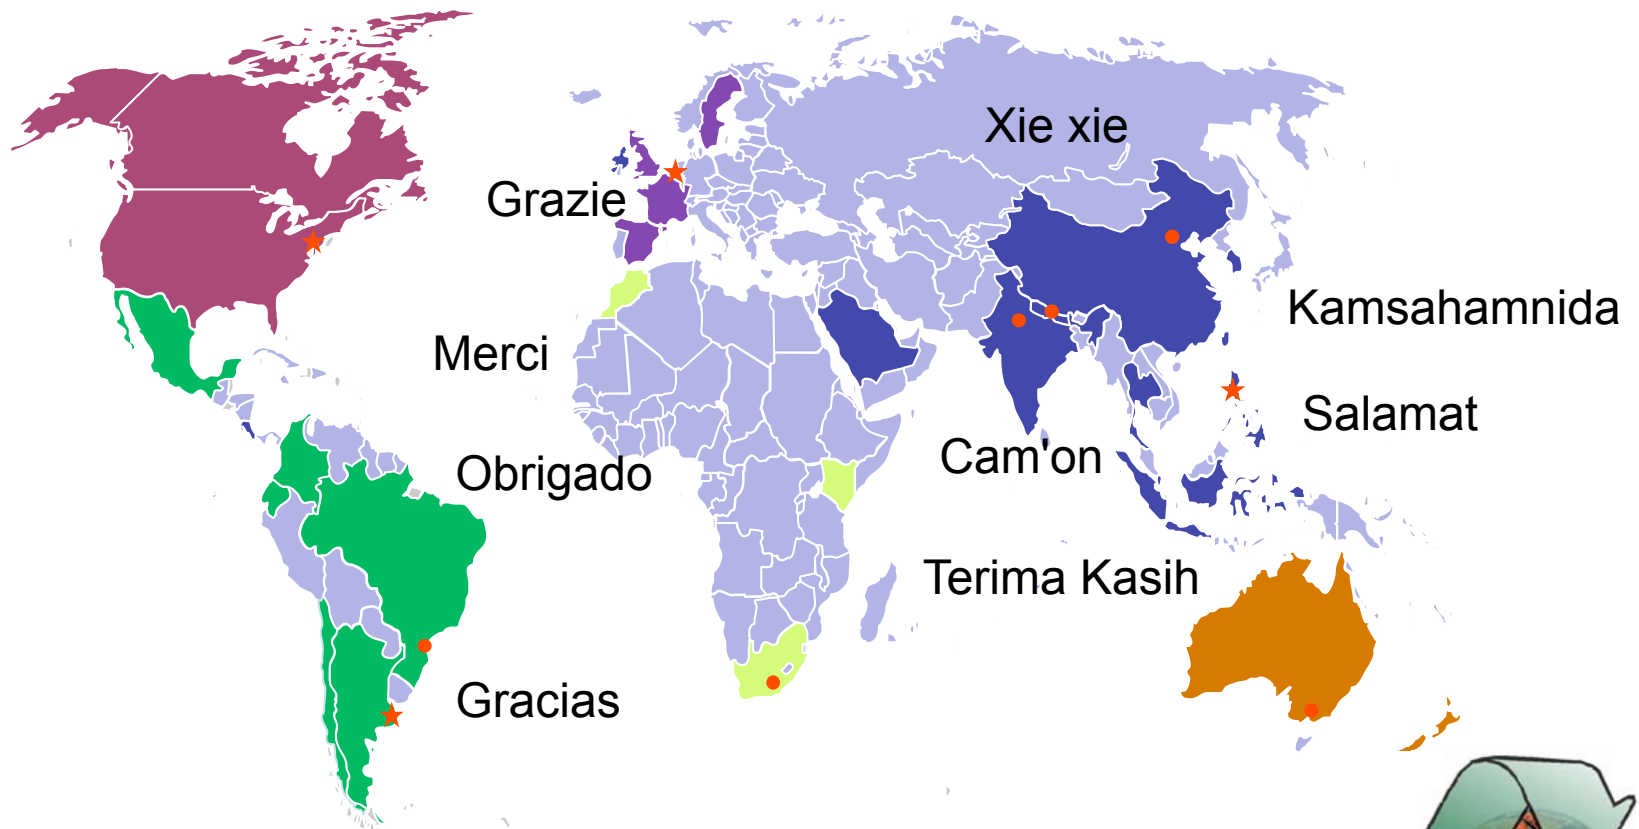 Xie xie
Grazie
Kamsahamnida
Merci
Salamat
Cam'on
Obrigado
Terima Kasih
Gracias